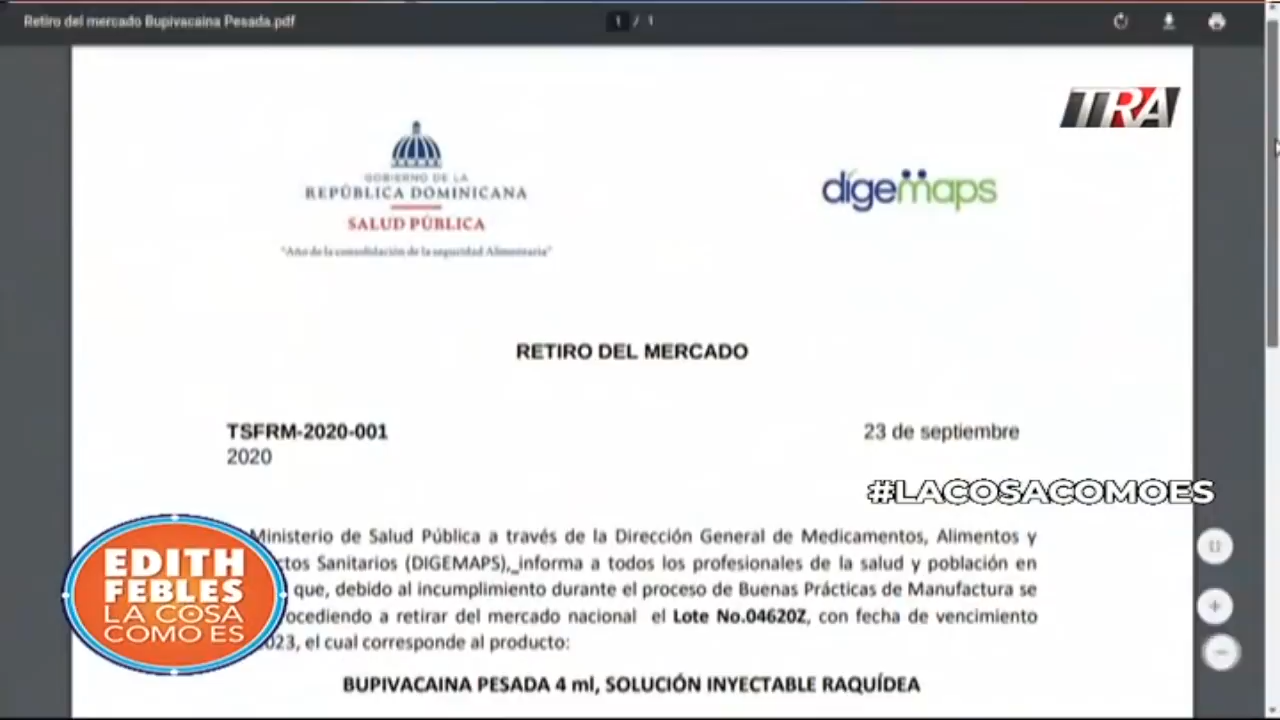 Retiro del mercado Bupivacaina Pesada.pdf
1 / 1
TRA
GOBIERNO DE LA
REPÚBLICA DOMINICANA
SALUD PÚBLICA
"Año de la consolidación de la seguridad Alimentaria"
digemaps
RETIRO DEL MERCADO
TSFRM-2020-001 23 de septiembre
2020
#LACOSACOMOES
Ministerio de Salud Pública a través de la Dirección General de Medicamentos, Alimentos y
ctos Sanitarios (DIGEMAPS), informa a todos los profesionales de la salud y población en
que, debido al incumplimiento durante el proceso de Buenas Prácticas de Manufactura se
ocediendo a retirar del mercado nacional el Lote No.04620Z, con fecha de vencimiento
023, el cual corresponde al producto:
BUPIVACAINA PESADA 4 ml, SOLUCIÓN INYECTABLE RAQUÍDEA
EDITH
FEBLES
LA COSA
COMO ES